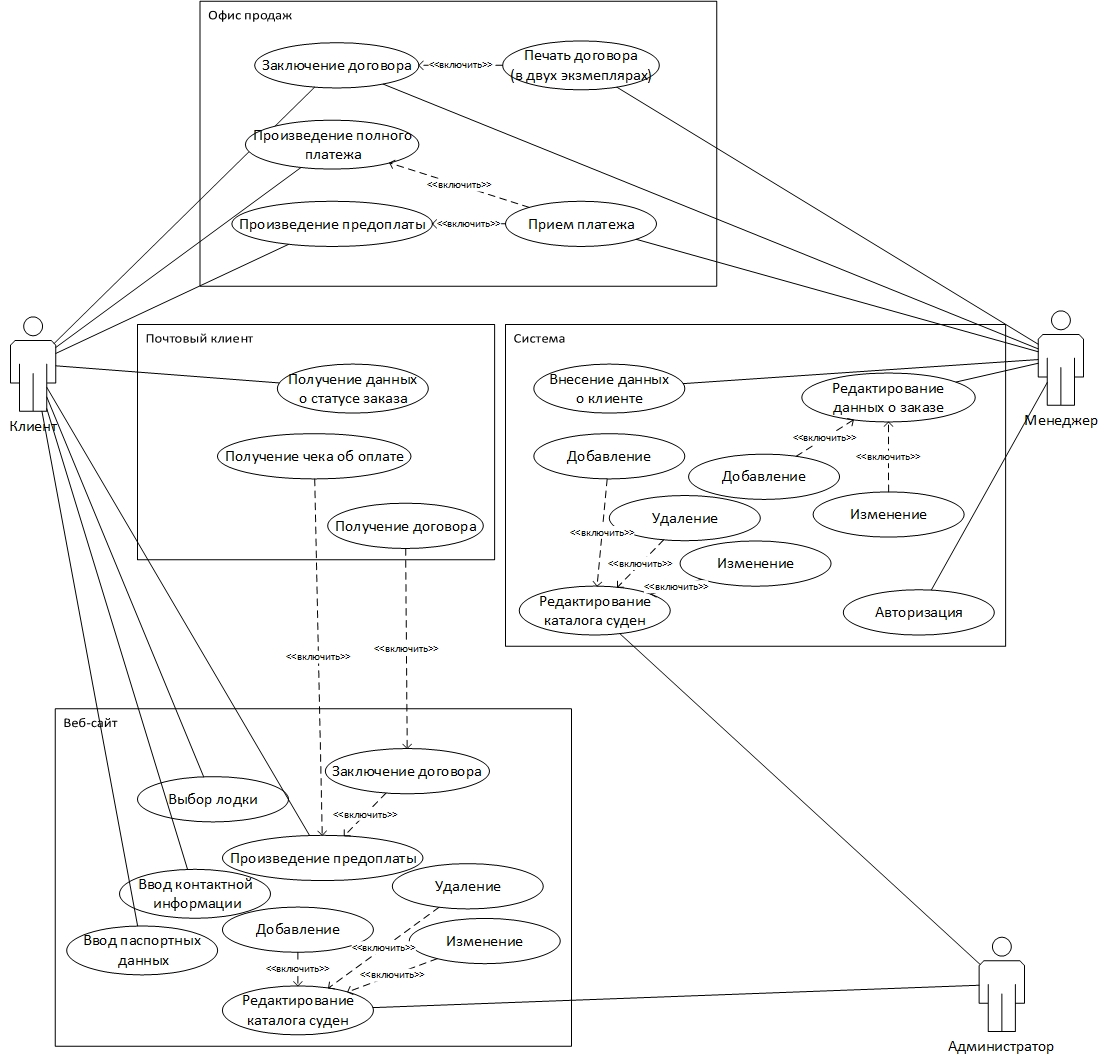 Офис продаж
Заключение договора
<<включить>>
Печать договора
(в двух экзмеплярах)
Произведение полного
платежа
<<включить>>
Произведение предоплаты
<<включить>>
Прием платежа
Клиент
Менеджер
Почтовый клиент
Получение данных
о статусе заказа
Получение чека об оплате
Получение договора
<<включить>>
<<включить>>
Система
Внесение данных
о клиенте
Редактирование
данных о заказе
<<включить>>
<<включить>>
Добавление
Добавление
Изменение
Удаление
<<включить>>
<<включить>>
Изменение
<<включить>>
Редактирование
каталога суден
Авторизация
Веб-сайт
Заключение договора
Выбор лодки
<<включить>>
Произведение предоплаты
Ввод контактной
информации
Удаление
Добавление
Ввод паспортных
данных
Изменение
<<включить>>
<<включить>>
<<включить>>
Редактирование
каталога суден
Администратор